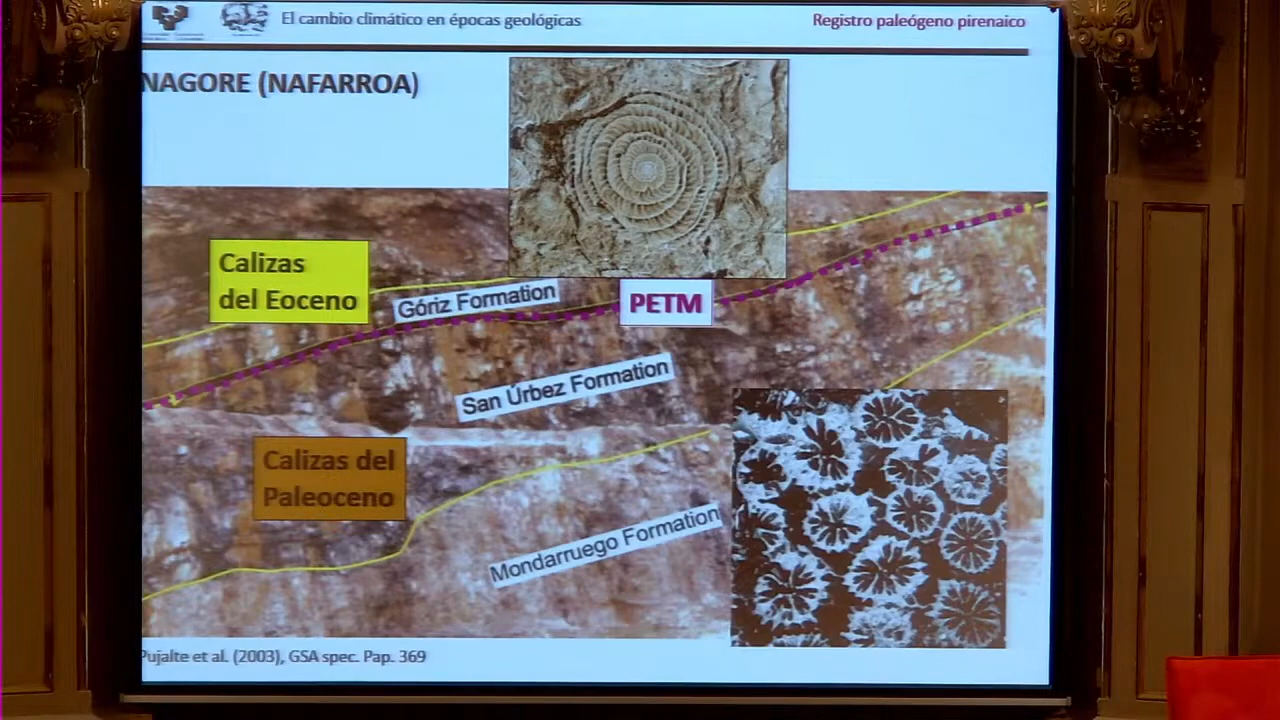 El cambio climático en épocas geológicas
Registro paleógeno pirenaico
NAGORE (NAFARROA)
Calizas
del Eoceno
Góriz Formation
PETM
San Úrbez Formation
Calizas del
Paleoceno
Mondarruego Formation
Pujalte et al. (2003), GSA spec. Pap. 369